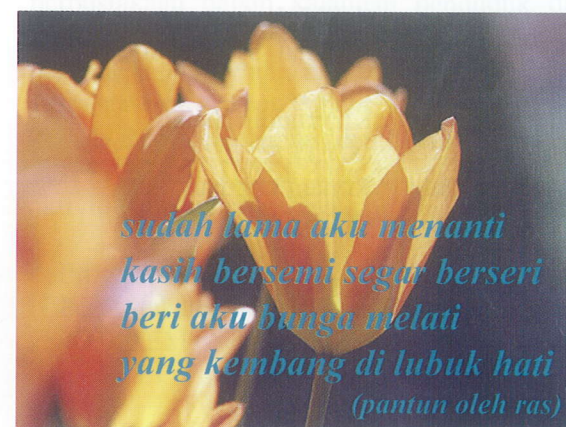 sudah lama aku menanti
kasih bersemi segar berseri
beri aku bunga melati
yang kembang di lubuk hati
(pantun oleh ras)